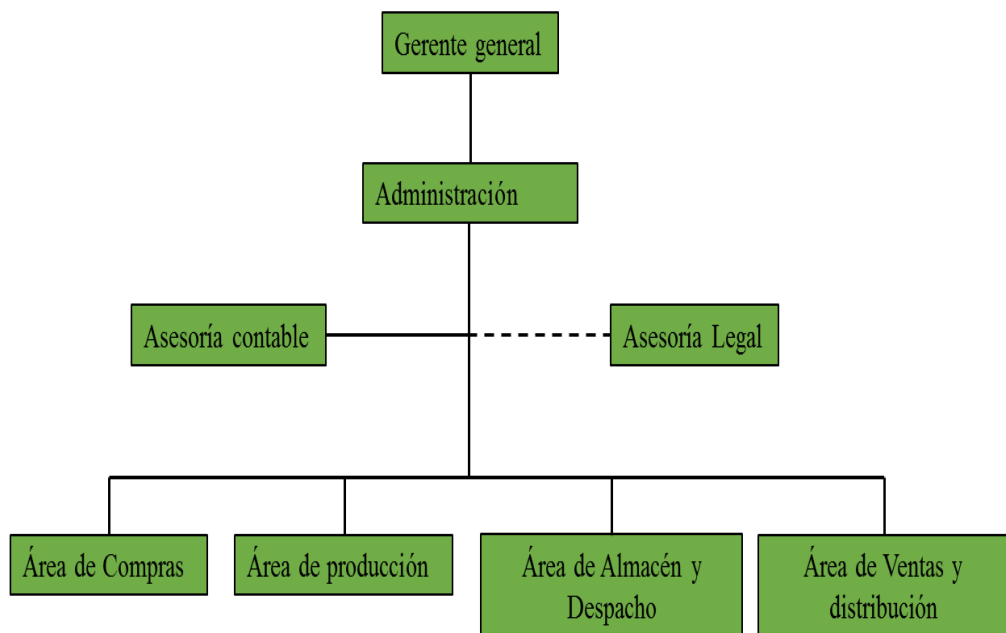 Gerente general
Administración
Asesoría contable
Asesoría Legal
Área de Compras
Área de producción
Área de Almacén y
Despacho
Área de Ventas y
distribución